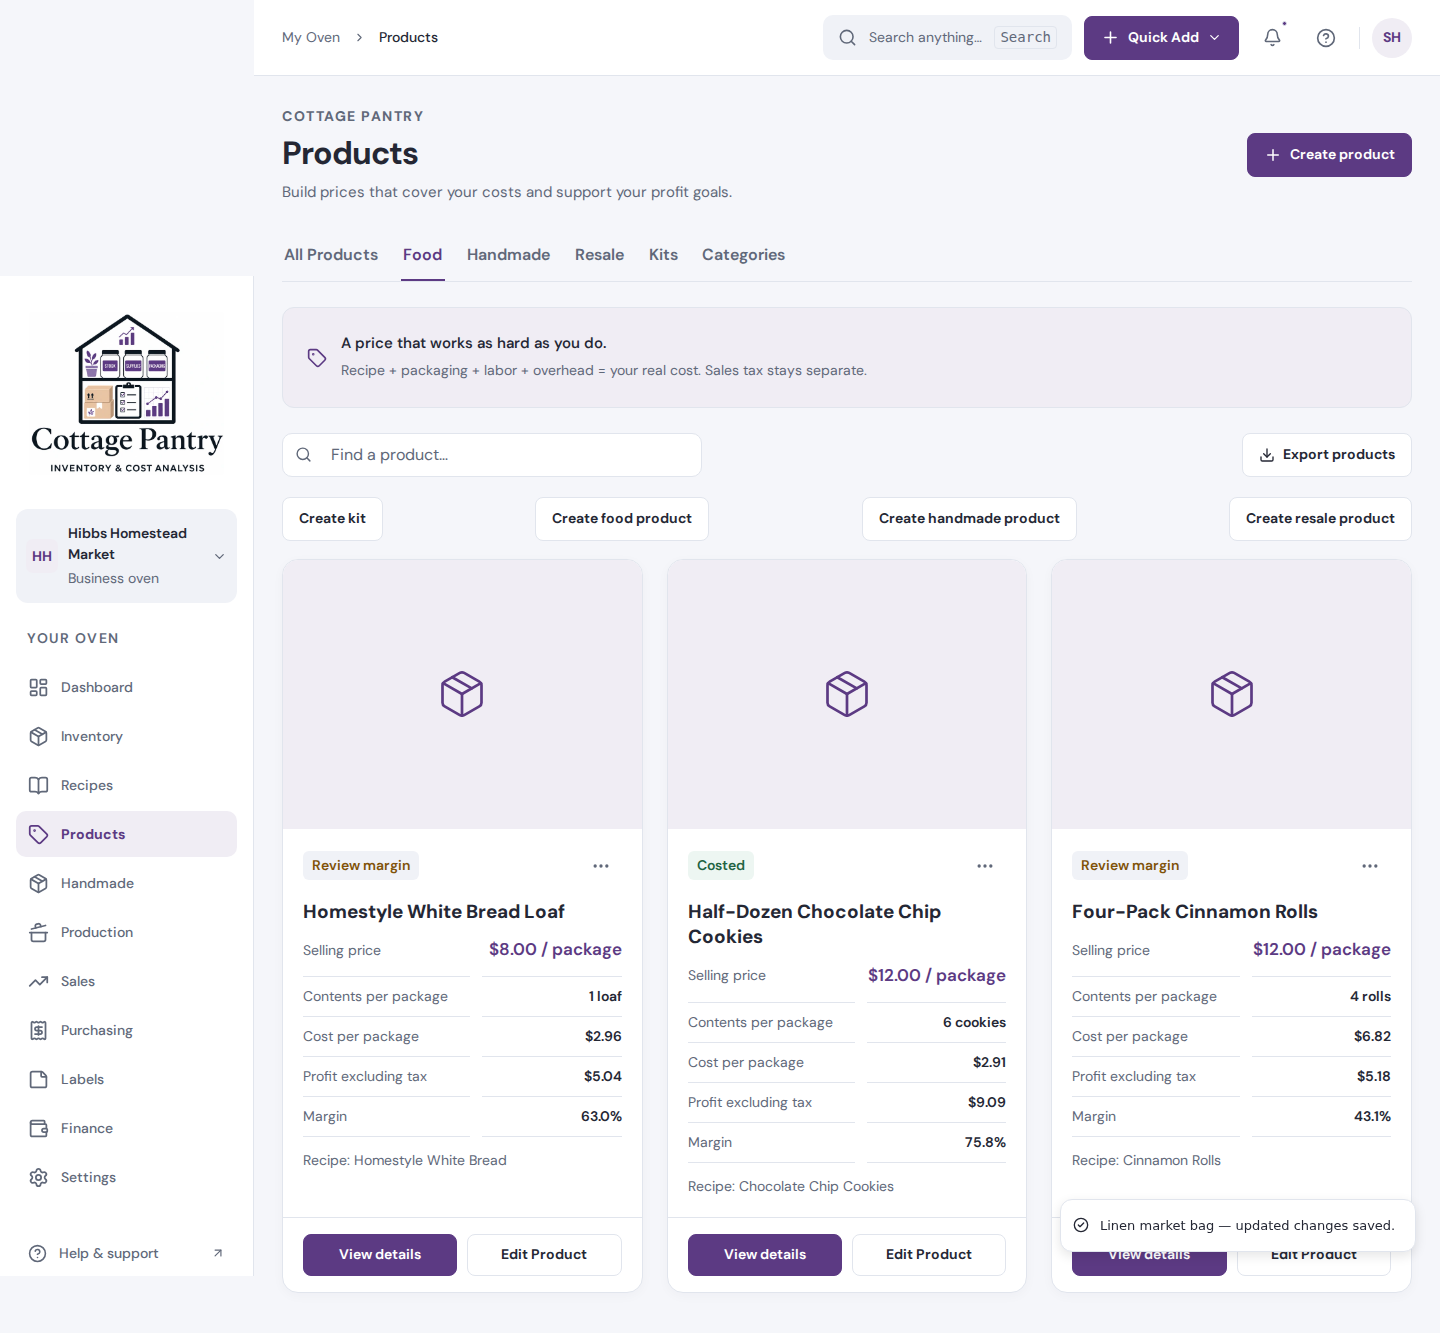 My Oven
Products
Search anything...
Search
Quick Add
SH
COTTAGE PANTRY
Products
Build prices that cover your costs and support your profit goals.
Create product
All Products
Food
Handmade
Resale
Kits
Categories
A price that works as hard as you do.
Recipe + packaging + labor + overhead = your real cost. Sales tax stays separate.
Find a product...
Export products
Create kit
Create food product
Create handmade product
Create resale product
Cottage Pantry
INVENTORY & COST ANALYSIS
HH
Hibbs Homestead
Market
Business oven
YOUR OVEN
Dashboard
Inventory
Recipes
Products
Handmade
Production
Sales
Purchasing
Labels
Finance
Settings
Help & support
Review margin
Homestyle White Bread Loaf
Selling price $8.00 / package
Contents per package 1 loaf
Cost per package $2.96
Profit excluding tax $5.04
Margin 63.0%
Recipe: Homestyle White Bread
View details
Edit Product
Costed
Half-Dozen Chocolate Chip
Cookies
Selling price $12.00 / package
Contents per package 6 cookies
Cost per package $2.91
Profit excluding tax $9.09
Margin 75.8%
Recipe: Chocolate Chip Cookies
View details
Edit Product
Review margin
Four-Pack Cinnamon Rolls
Selling price $12.00 / package
Contents per package 4 rolls
Cost per package $6.82
Profit excluding tax $5.18
Margin 43.1%
Recipe: Cinnamon Rolls
Linen market bag — updated changes saved.
View details
Edit Product